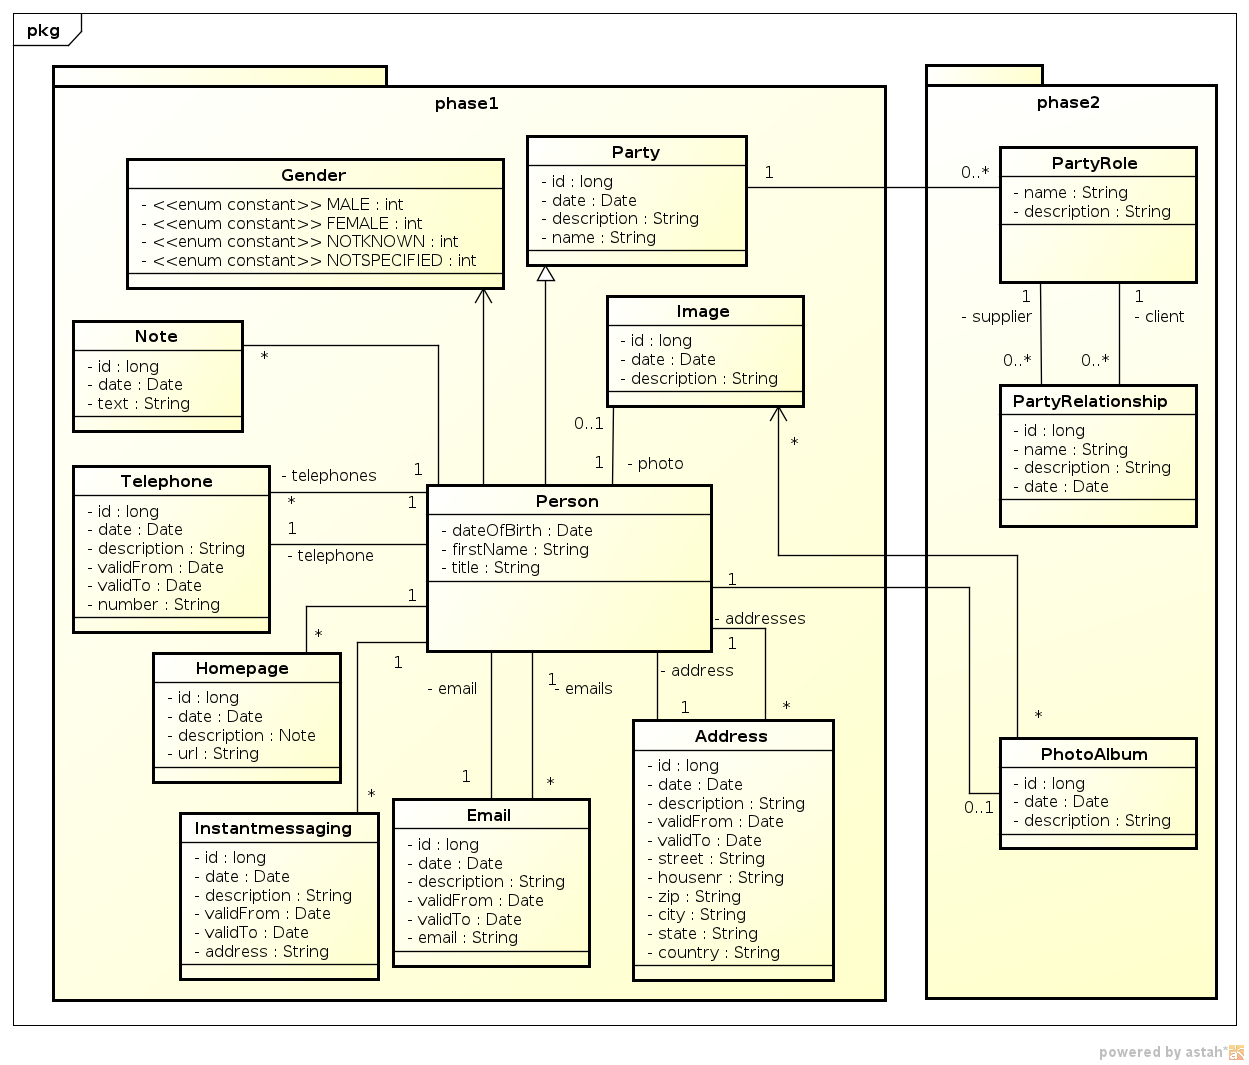 pkg
phase1
Gender
- <<enum constant>> MALE : int
- <<enum constant>> FEMALE : int
- <<enum constant>> NOTKNOWN : int
- <<enum constant>> NOTSPECIFIED : int
Party
- id : long
- date : Date
- description : String
- name : String
1
0..*
Image
- id : long
- date : Date
- description : String
0..1
1
- photo
*
Note
- id : long
- date : Date
- text : String
*
1
Telephone
- id : long
- date : Date
- description : String
- validFrom : Date
- validTo : Date
- number : String
- telephones
*
1
1
- telephone
Person
- dateOfBirth : Date
- firstName : String
- title : String
1
*
Homepage
- id : long
- date : Date
- description : Note
- url : String
1
*
Instantmessaging
- id : long
- date : Date
- description : String
- validFrom : Date
- validTo : Date
- address : String
- email
1
1
- emails
*
Email
- id : long
- date : Date
- description : String
- validFrom : Date
- validTo : Date
- email : String
1
- addresses
1
- address
1
*
Address
- id : long
- date : Date
- description : String
- validFrom : Date
- validTo : Date
- street : String
- housenr : String
- zip : String
- city : String
- state : String
- country : String
phase2
PartyRole
- name : String
- description : String
1
- supplier
0..*
1
- client
0..*
PartyRelationship
- id : long
- name : String
- description : String
- date : Date
*
0..1
PhotoAlbum
- id : long
- date : Date
- description : String
powered by astah*